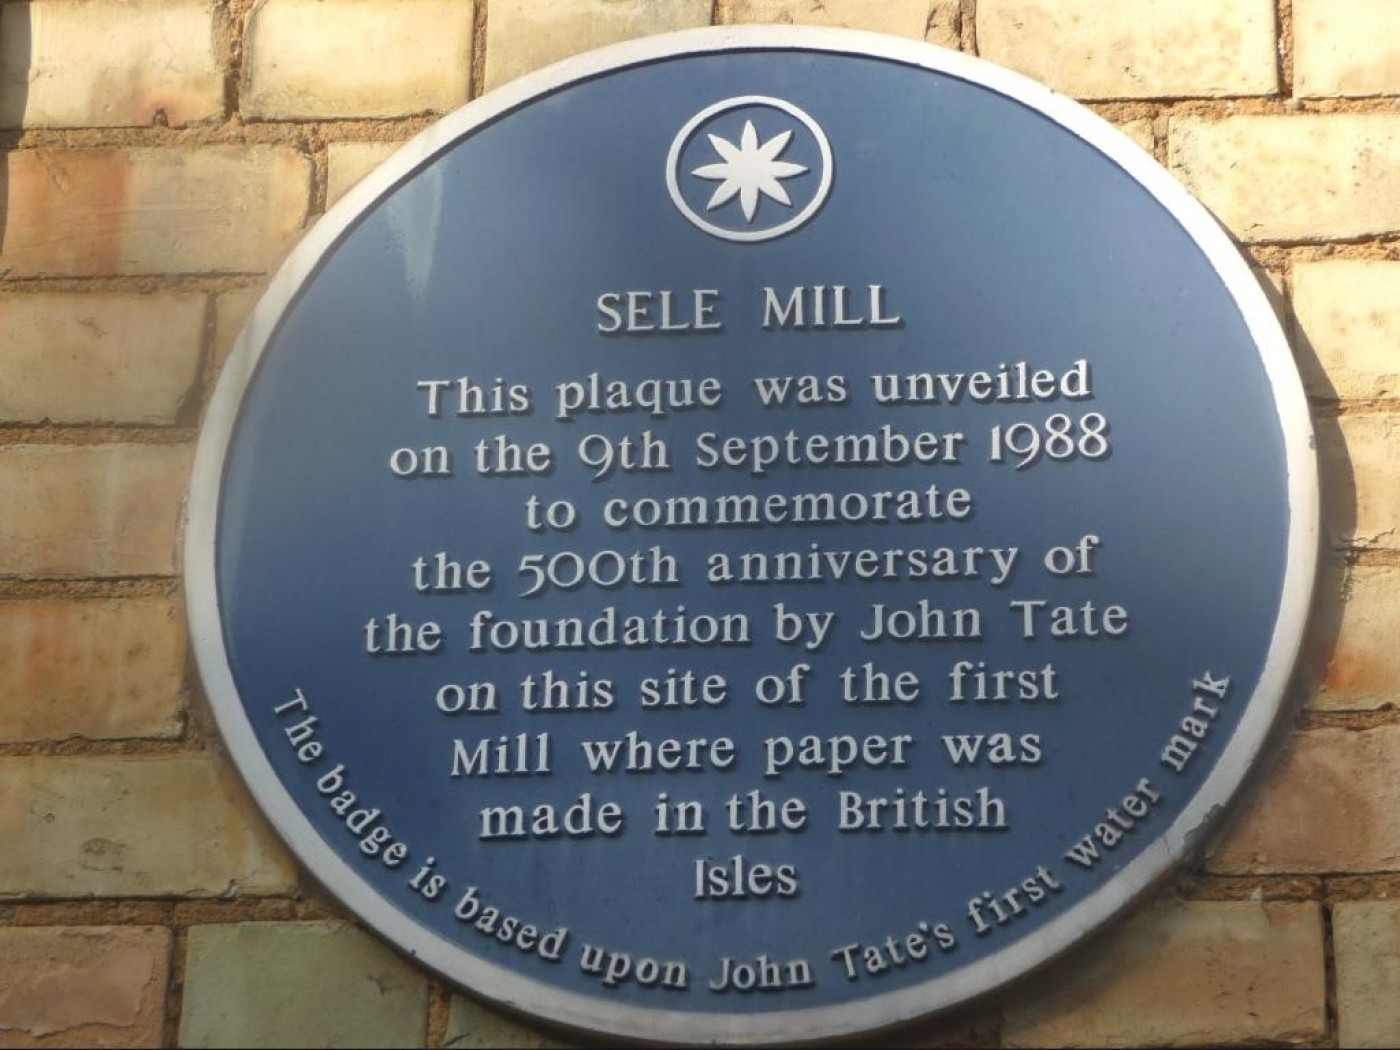 SELE MILL
This plaque was unveiled
on the 9th September 1988
to commemorate
the 500th anniversary of
the foundation by John Tate
on this site of the first
Mill where paper was
made in the British
Isles
The badge is based upon John Tate's first water mark